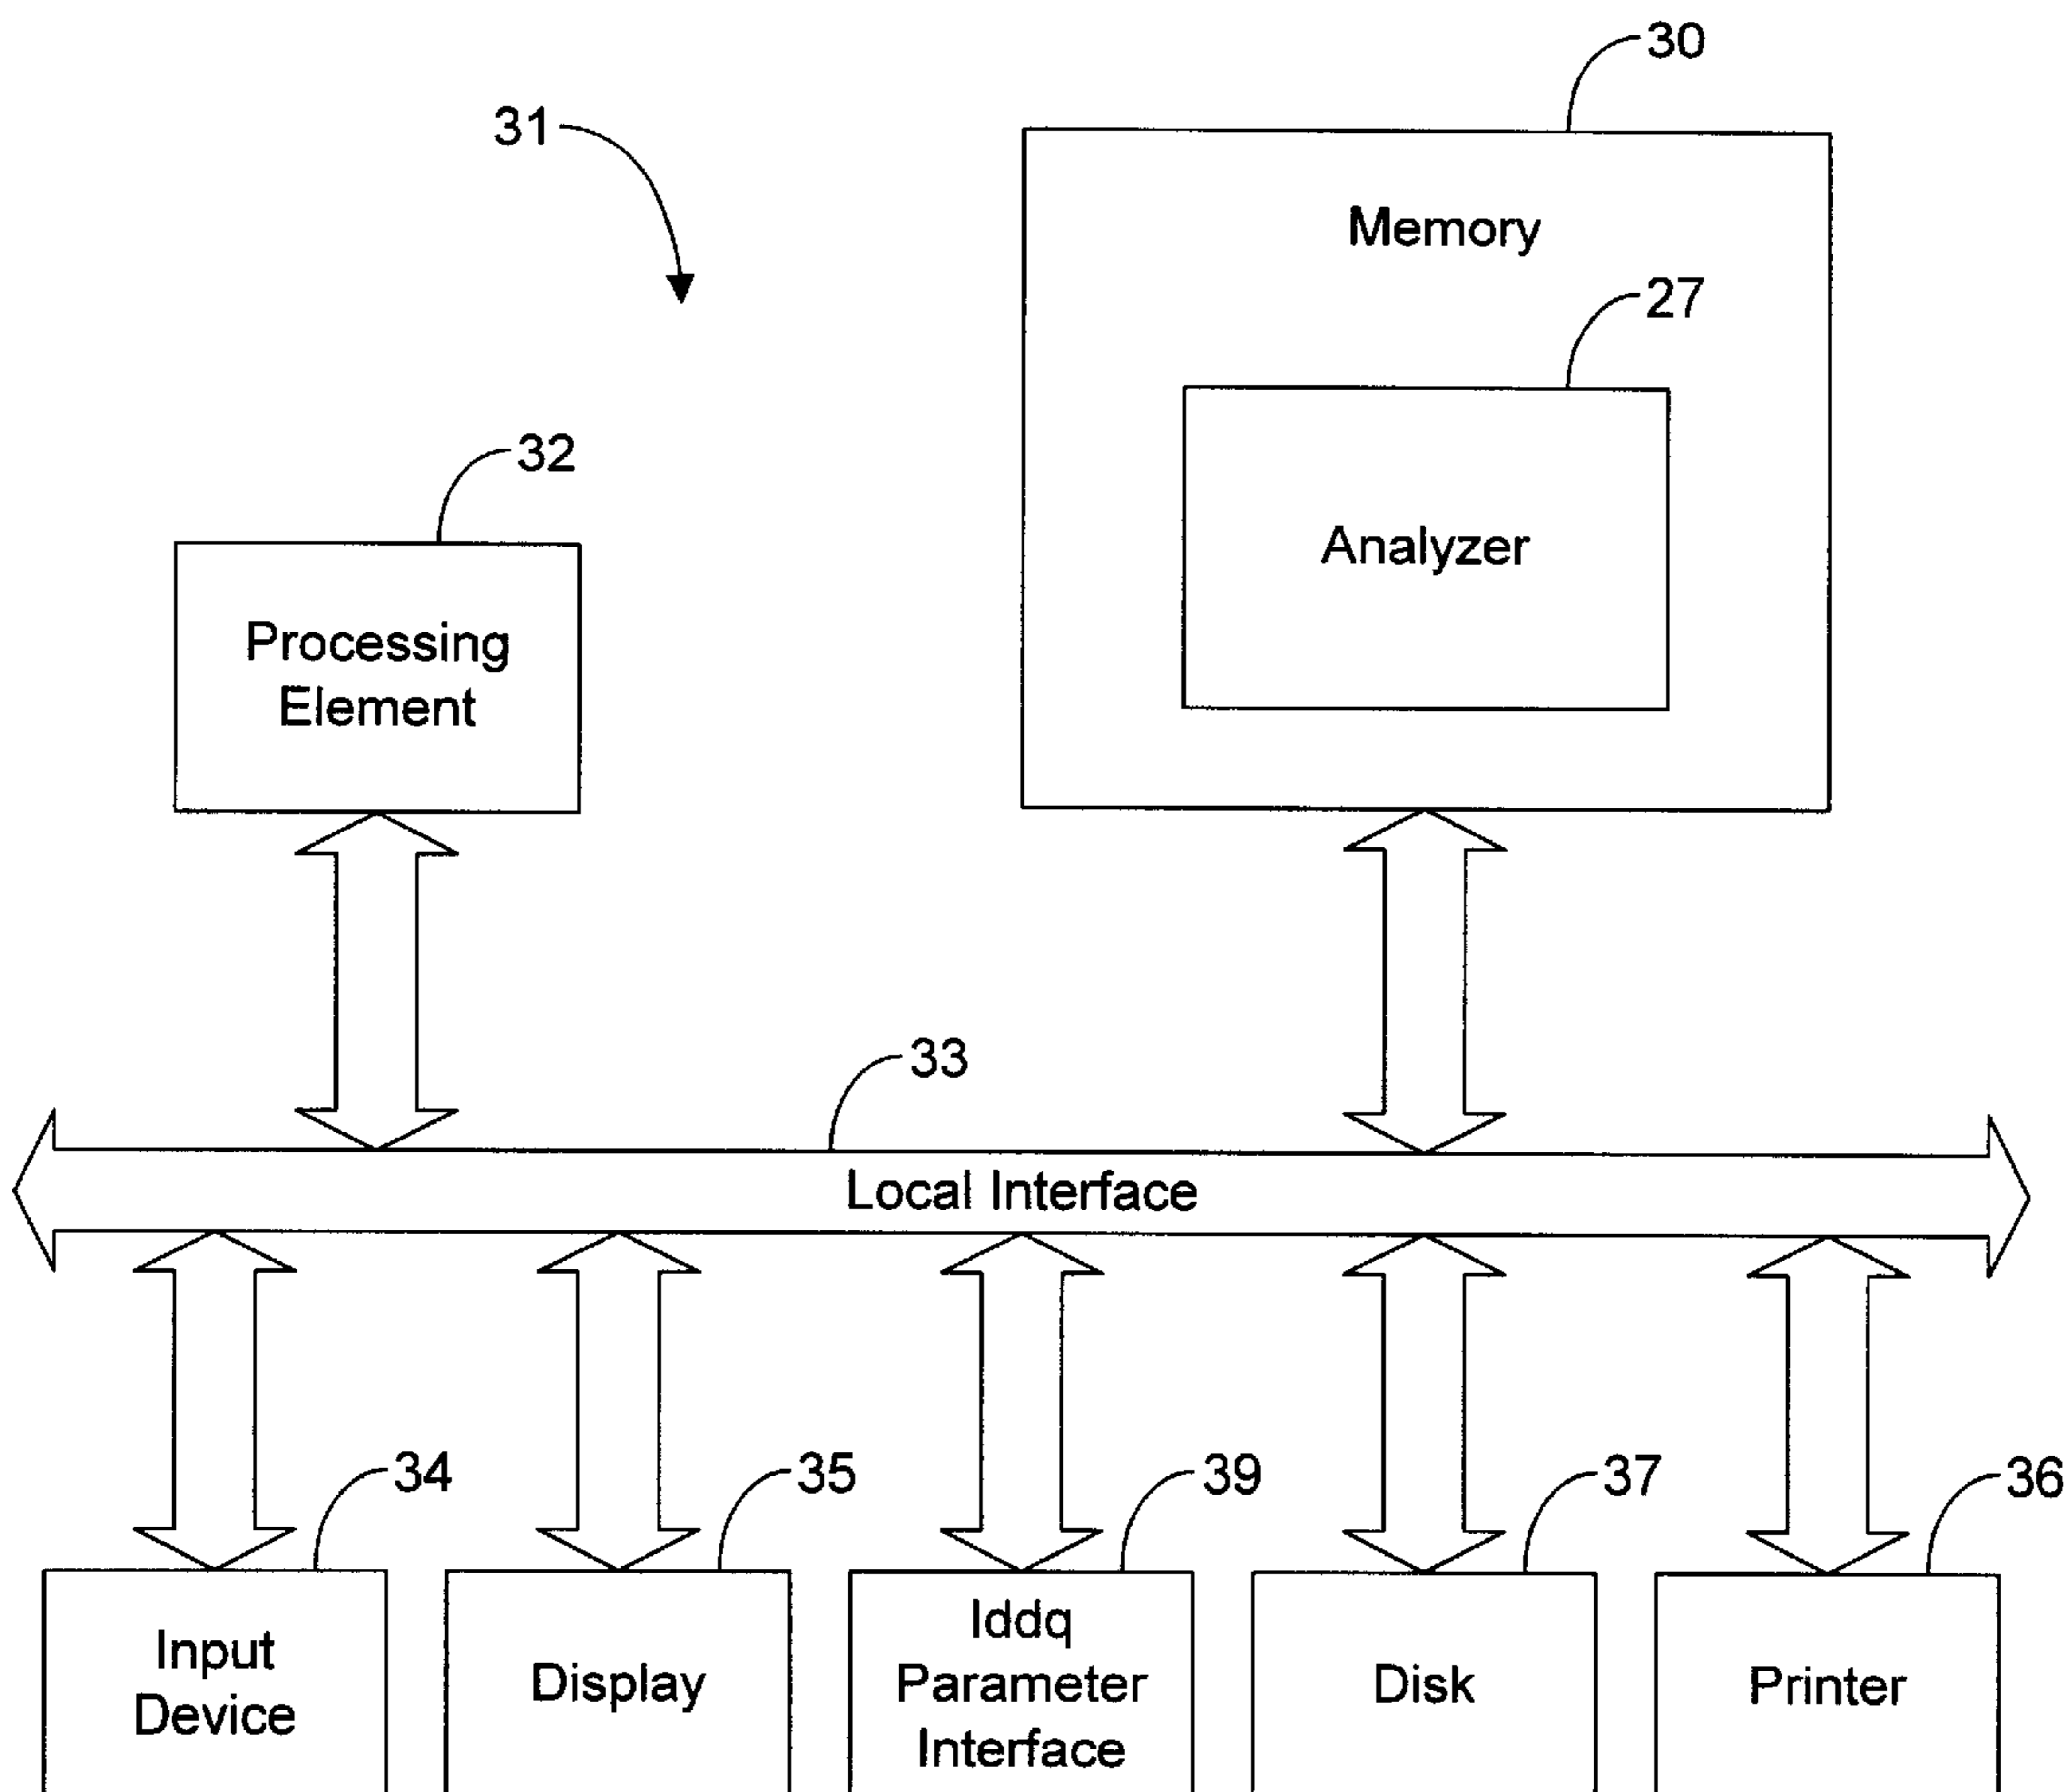 30
31
Memory
27
32
Analyzer
Processing
Element
33
Local Interface
34
35
39
37
36
Input
Device
Display
Iddq
Parameter
Interface
Disk
Printer